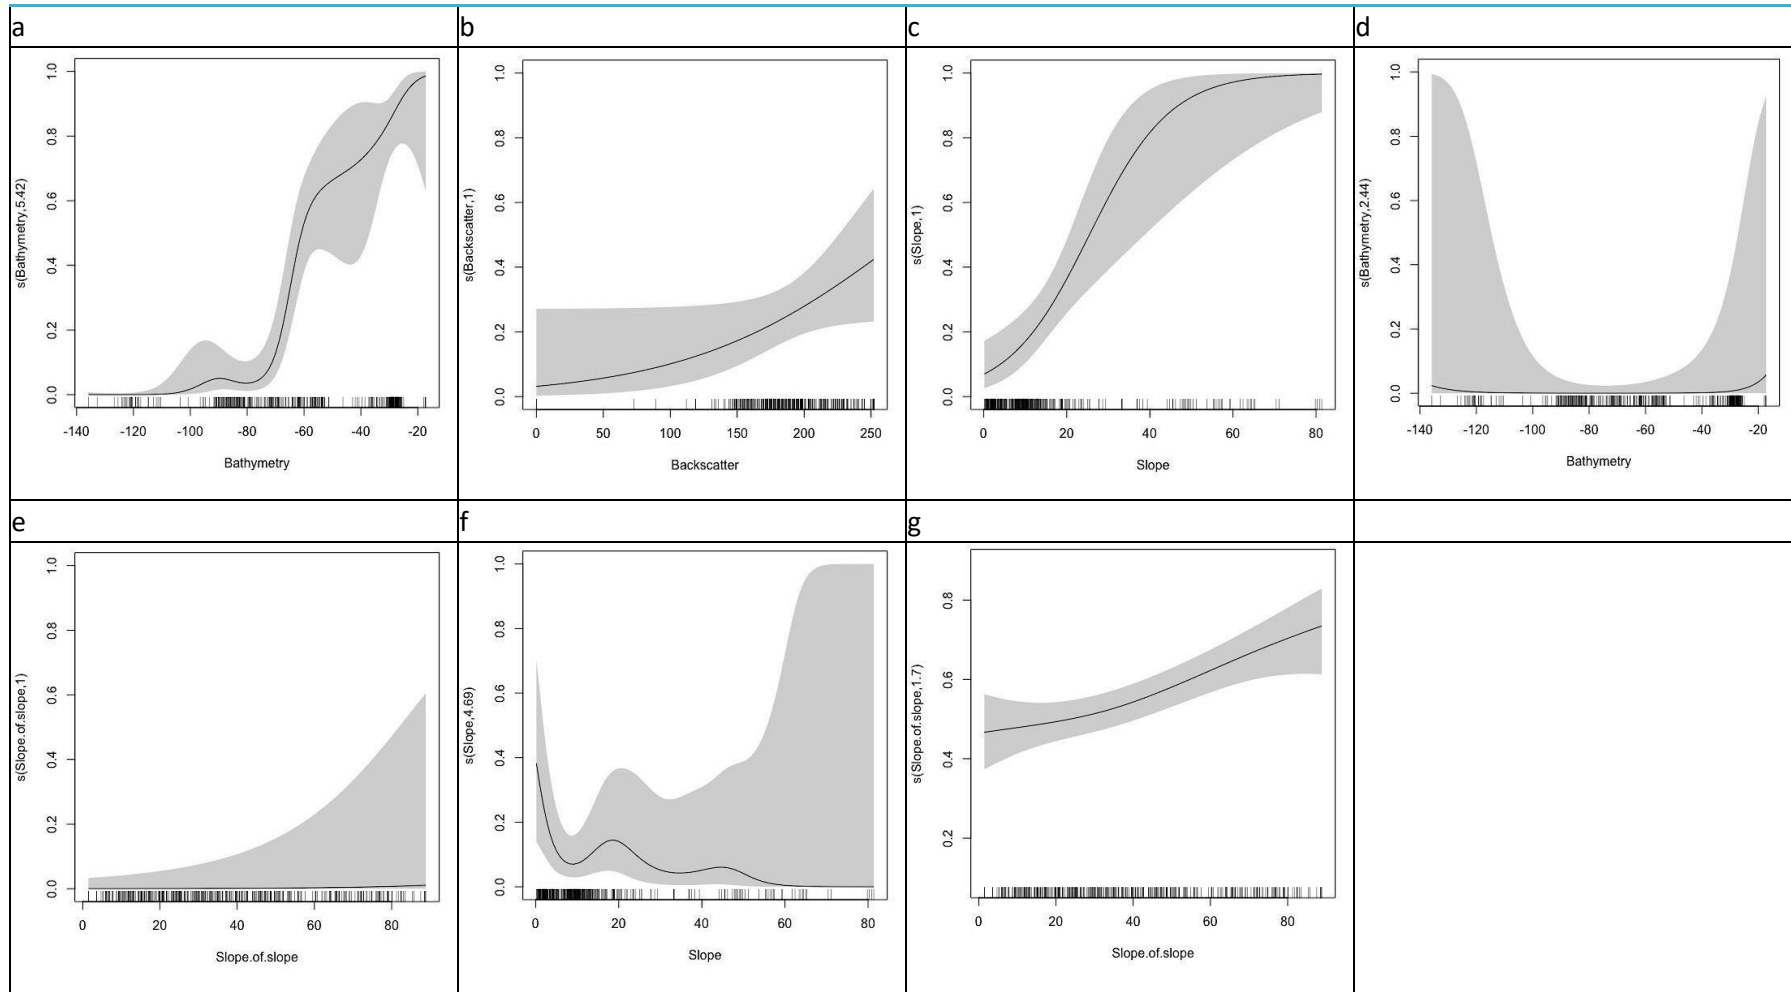 a
b
c
d
s(Bathymetry,5.42)
0.0 0.2 0.4 0.6 0.8 1.0
-140 -120 -100 -80 -60 -40 -20
Bathymetry
s(Backscatter,1)
0.0 0.2 0.4 0.6 0.8 1.0
0 50 100 150 200 250
Backscatter
s(Slope,1)
0.0 0.2 0.4 0.6 0.8 1.0
0 20 40 60 80
Slope
s(Bathymetry,2.44)
0.0 0.2 0.4 0.6 0.8 1.0
-140 -120 -100 -80 -60 -40 -20
Bathymetry
e
f
g
s(Slope.of.slope,1)
0.0 0.2 0.4 0.6 0.8 1.0
0 20 40 60 80
Slope.of.slope
s(Slope,4.69)
0.0 0.2 0.4 0.6 0.8 1.0
0 20 40 60 80
Slope
s(Slope.of.slope,1.7)
0.2 0.4 0.6 0.8
0 20 40 60 80
Slope.of.slope